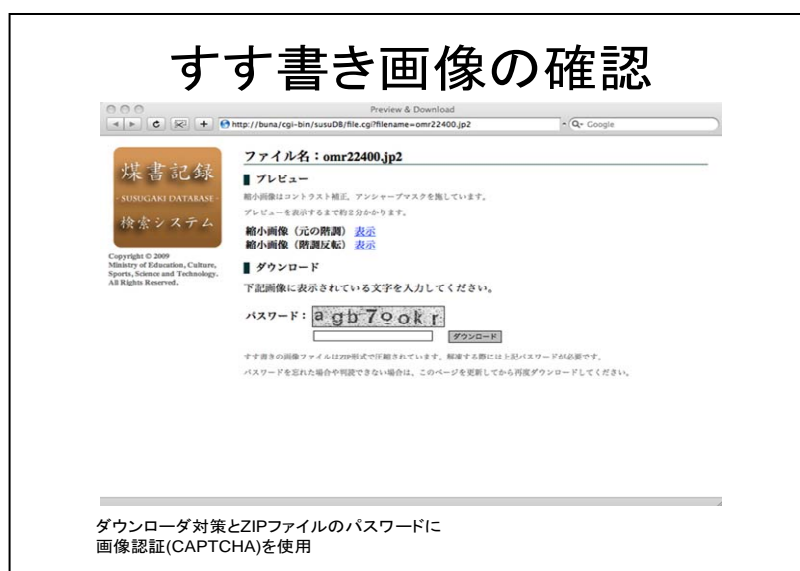 すす書き画像の確認
Preview & Download
http://buna/cgi-bin/susuDB/file.cgi?filename=omr22400.jp2
Google
煤書記録
- SUSUGAKI DATABASE -
検索システム
Copyright © 2009
Ministry of Education, Culture,
Sports, Science and Technology.
All Rights Reserved.
ファイル名：omr22400.jp2
プレビュー
縮小画像はコントラスト補正，アンシャープマスクを施しています。
プレビューを表示するまで約2分かかります。
縮小画像（元の階調） 表示
縮小画像（階調反転） 表示
ダウンロード
下記画像に表示されている文字を入力してください。
パスワード：
ダウンロード
すす書きの画像ファイルはZIP形式で圧縮されています。解凍する際には上記パスワードが必要です。
パスワードを忘れた場合や判読できない場合は、このページを更新してから再度ダウンロードしてください。
ダウンローダ対策とZIPファイルのパスワードに
画像認証(CAPTCHA)を使用